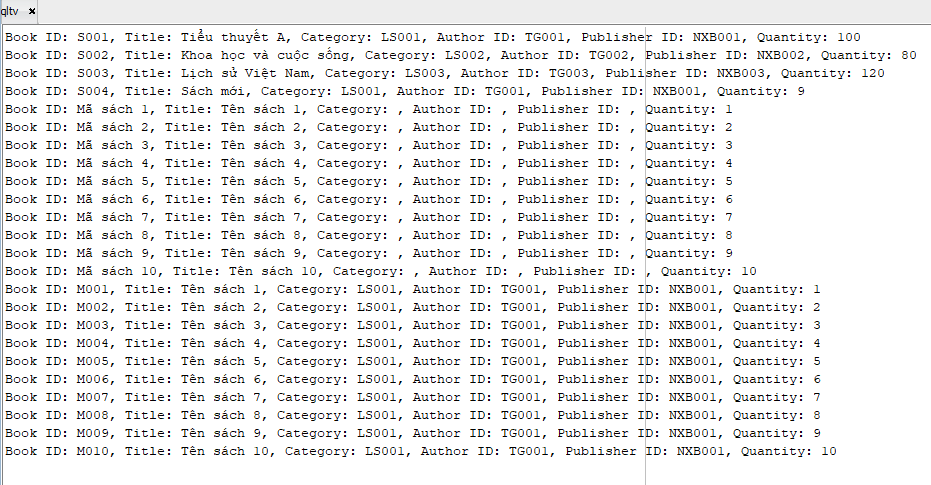 qltv ×
Book ID: S001, Title: Tiểu thuyết A, Category: LS001, Author ID: TG001, Publisher ID: NXB001, Quantity: 100
Book ID: S002, Title: Khoa học và cuộc sống, Category: LS002, Author ID: TG002, Publisher ID: NXB002, Quantity: 80
Book ID: S003, Title: Lịch sử Việt Nam, Category: LS003, Author ID: TG003, Publisher ID: NXB003, Quantity: 120
Book ID: S004, Title: Sách mới, Category: LS001, Author ID: TG001, Publisher ID: NXB001, Quantity: 9
Book ID: Mã sách 1, Title: Tên sách 1, Category: , Author ID: , Publisher ID: , Quantity: 1
Book ID: Mã sách 2, Title: Tên sách 2, Category: , Author ID: , Publisher ID: , Quantity: 2
Book ID: Mã sách 3, Title: Tên sách 3, Category: , Author ID: , Publisher ID: , Quantity: 3
Book ID: Mã sách 4, Title: Tên sách 4, Category: , Author ID: , Publisher ID: , Quantity: 4
Book ID: Mã sách 5, Title: Tên sách 5, Category: , Author ID: , Publisher ID: , Quantity: 5
Book ID: Mã sách 6, Title: Tên sách 6, Category: , Author ID: , Publisher ID: , Quantity: 6
Book ID: Mã sách 7, Title: Tên sách 7, Category: , Author ID: , Publisher ID: , Quantity: 7
Book ID: Mã sách 8, Title: Tên sách 8, Category: , Author ID: , Publisher ID: , Quantity: 8
Book ID: Mã sách 9, Title: Tên sách 9, Category: , Author ID: , Publisher ID: , Quantity: 9
Book ID: Mã sách 10, Title: Tên sách 10, Category: , Author ID: , Publisher ID: , Quantity: 10
Book ID: M001, Title: Tên sách 1, Category: LS001, Author ID: TG001, Publisher ID: NXB001, Quantity: 1
Book ID: M002, Title: Tên sách 2, Category: LS001, Author ID: TG001, Publisher ID: NXB001, Quantity: 2
Book ID: M003, Title: Tên sách 3, Category: LS001, Author ID: TG001, Publisher ID: NXB001, Quantity: 3
Book ID: M004, Title: Tên sách 4, Category: LS001, Author ID: TG001, Publisher ID: NXB001, Quantity: 4
Book ID: M005, Title: Tên sách 5, Category: LS001, Author ID: TG001, Publisher ID: NXB001, Quantity: 5
Book ID: M006, Title: Tên sách 6, Category: LS001, Author ID: TG001, Publisher ID: NXB001, Quantity: 6
Book ID: M007, Title: Tên sách 7, Category: LS001, Author ID: TG001, Publisher ID: NXB001, Quantity: 7
Book ID: M008, Title: Tên sách 8, Category: LS001, Author ID: TG001, Publisher ID: NXB001, Quantity: 8
Book ID: M009, Title: Tên sách 9, Category: LS001, Author ID: TG001, Publisher ID: NXB001, Quantity: 9
Book ID: M010, Title: Tên sách 10, Category: LS001, Author ID: TG001, Publisher ID: NXB001, Quantity: 10